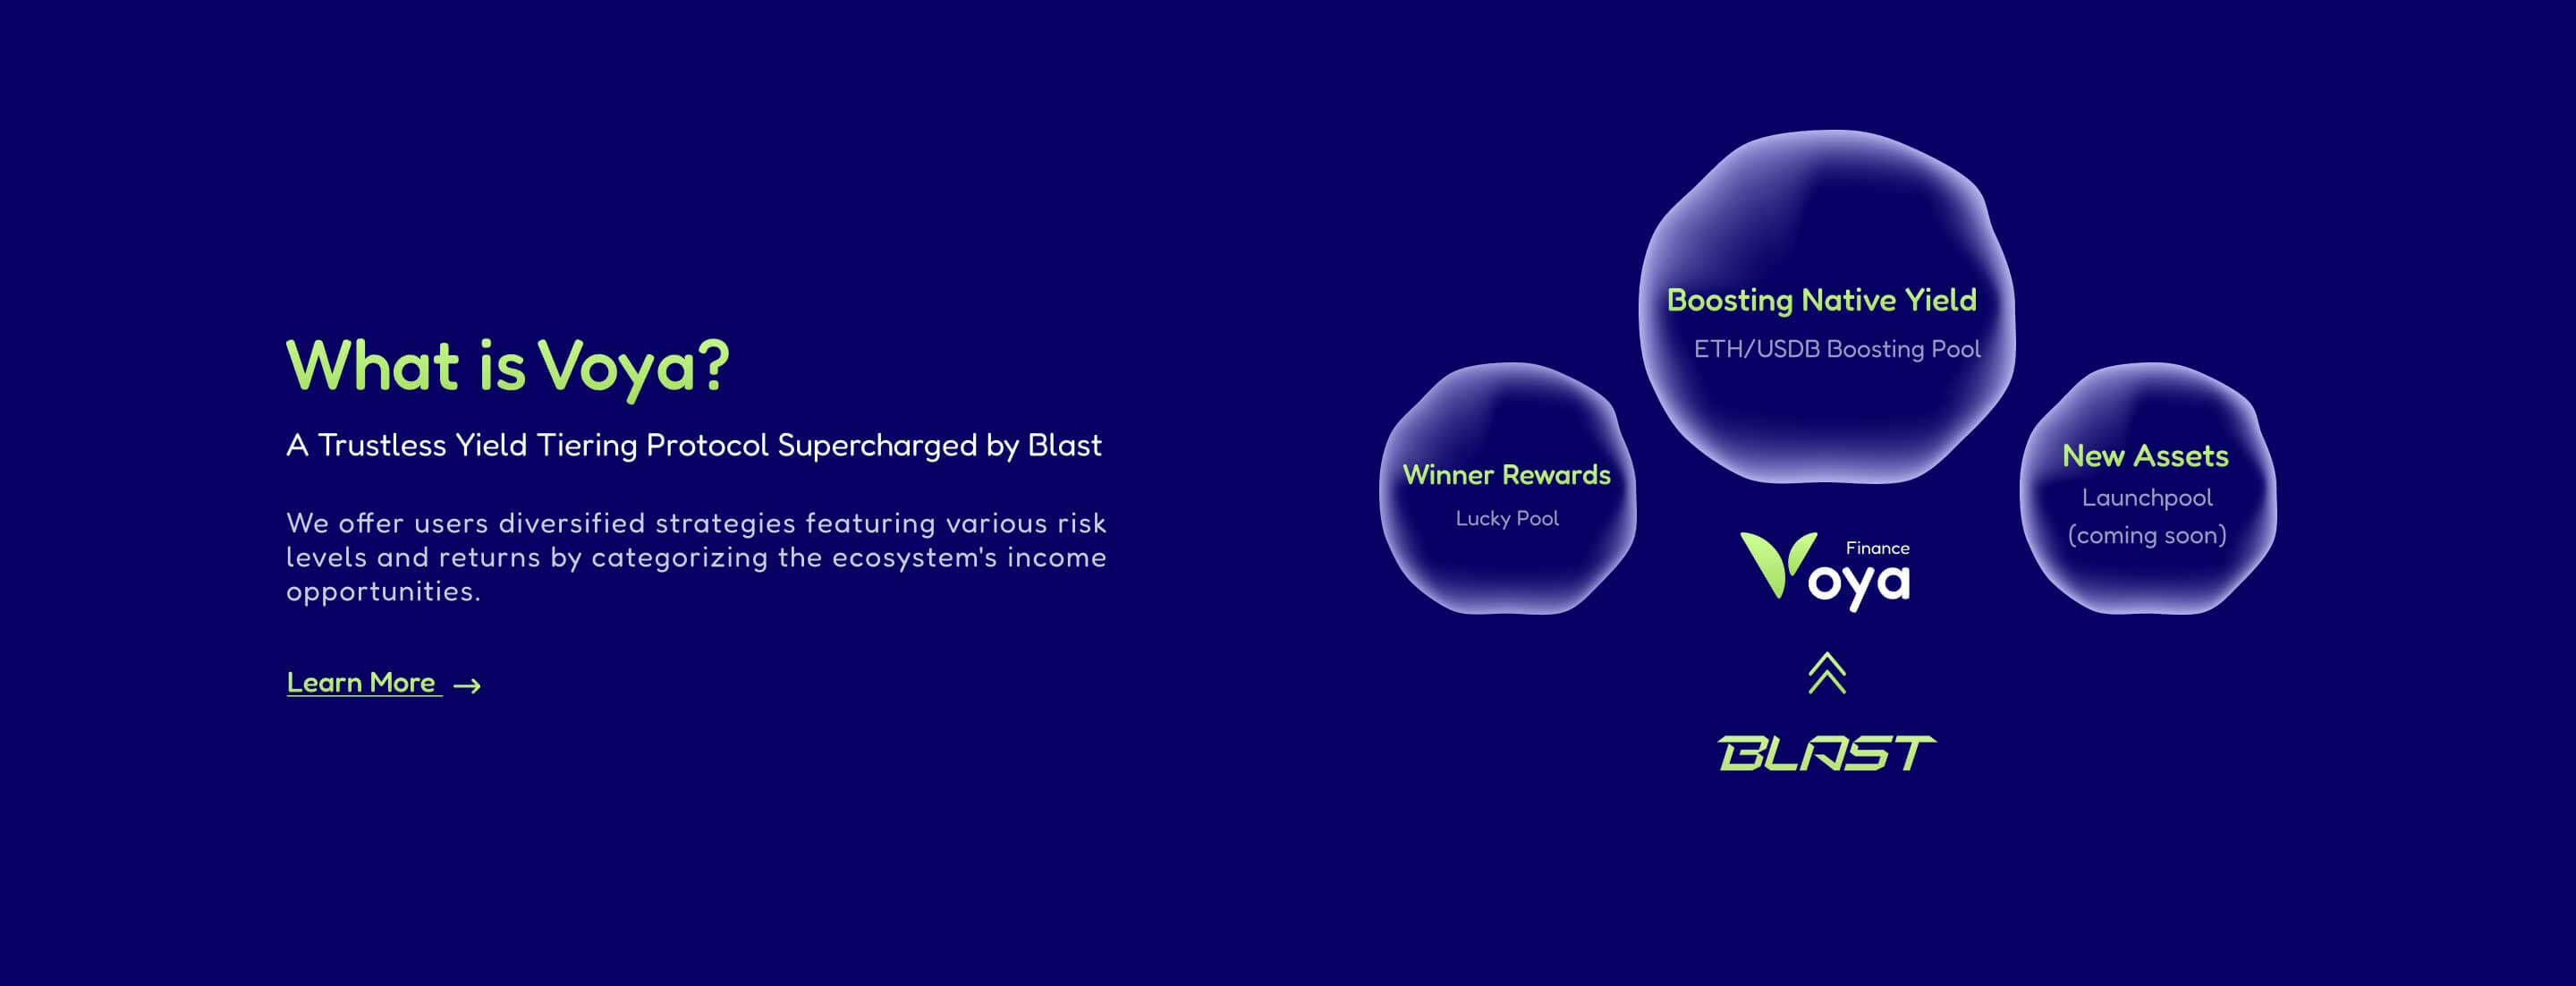 What is Voya?
A Trustless Yield Tiering Protocol Supercharged by Blast
We offer users diversified strategies featuring various risk
levels and returns by categorizing the ecosystem's income
opportunities.
Learn More
Boosting Native Yield
ETH/USDB Boosting Pool
Winner Rewards
Lucky Pool
New Assets
Launchpool
(coming soon)
Finance
Voya
BLAST